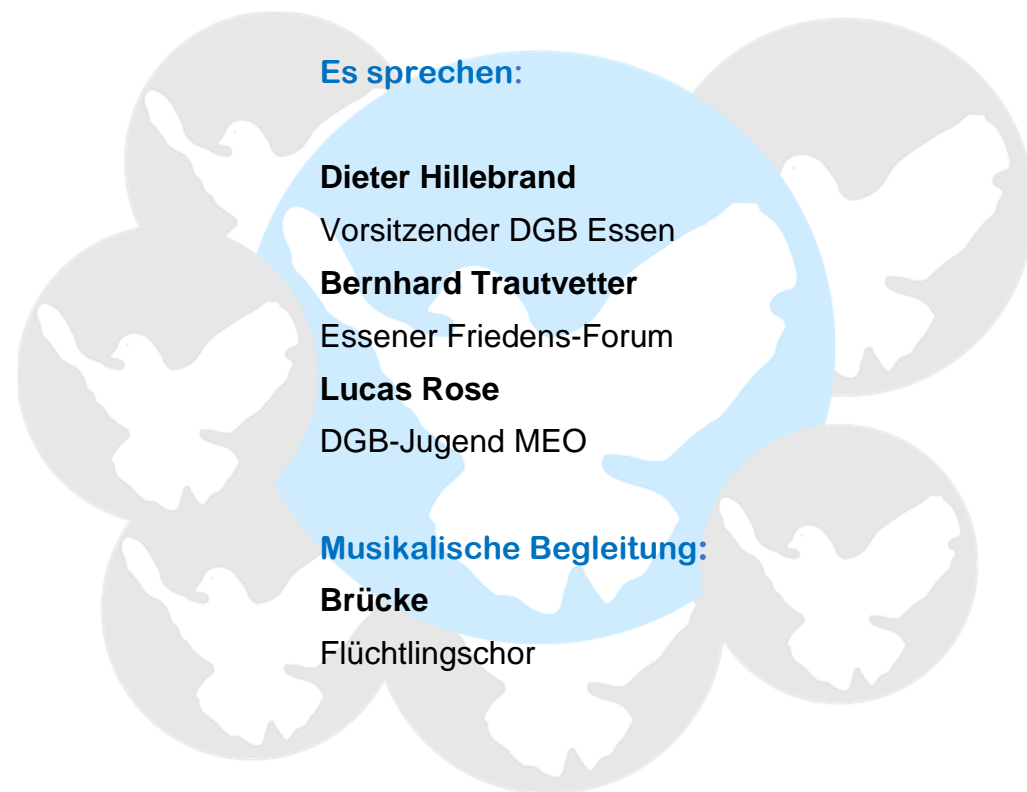 Es sprechen:
Dieter Hillebrand
Vorsitzender DGB Essen
Bernhard Trautvetter
Essener Friedens-Forum
Lucas Rose
DGB-Jugend MEO
Musikalische Begleitung:
Brücke
Flüchtlingschor